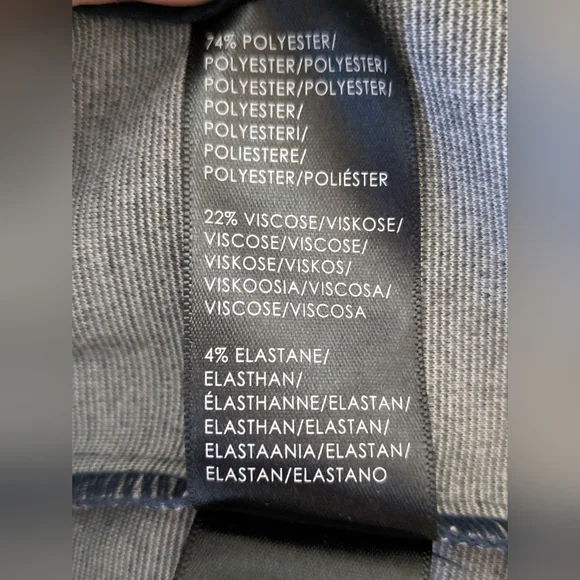 74% POLYESTER/
POLYESTER/POLYESTER/
POLYESTER/POLYESTER/
POLYESTER/
POLYESTERI/
POLIESTERE/
POLYESTER/POLIÉSTER
22% VISCOSE/VISKOSE/
VISCOSE/VISCOSE/
VISKOSE/VISKOS/
VISKOOSIA/VISCOSA/
VISCOSE/VISCOSA
4% ELASTANE/
ELASTHAN/
ÉLASTHANNE/ELASTAN/
ELASTHAN/ELASTAN/
ELASTAANIA/ELASTAN/
ELASTAN/ELASTANO